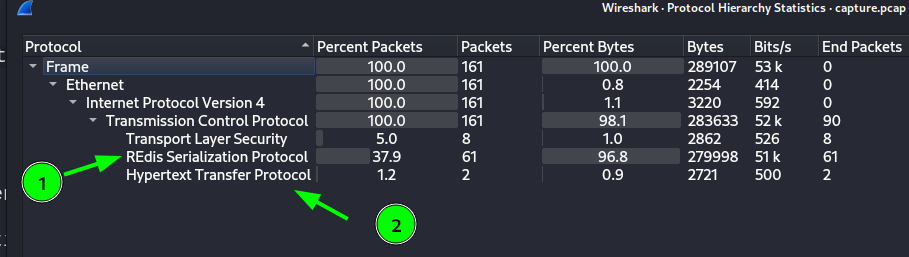 Wireshark · Protocol Hierarchy Statistics · capture.pcap
Protocol Percent Packets Packets Percent Bytes Bytes Bits/s End Packets
Frame 100.0 161 100.0 289107 53 k 0
Ethernet 100.0 161 0.8 2254 414 0
Internet Protocol Version 4 100.0 161 1.1 3220 592 0
Transmission Control Protocol 100.0 161 98.1 283633 52 k 90
Transport Layer Security 5.0 8 1.0 2862 526 8
REdis Serialization Protocol 37.9 61 96.8 279998 51 k 61
Hypertext Transfer Protocol 1.2 2 0.9 2721 500 2
1
2